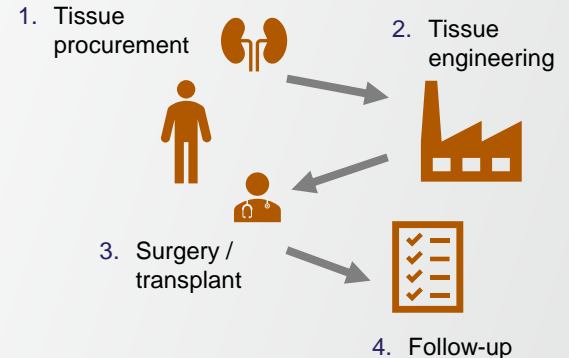 1. Tissue
procurement
2. Tissue
engineering
3. Surgery /
transplant
4. Follow-up